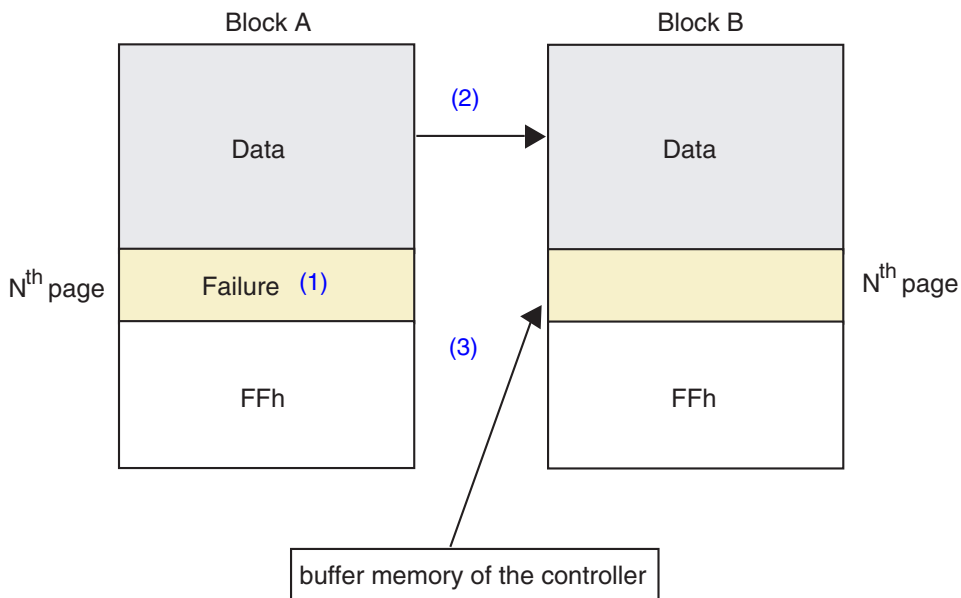 Block A
Block B
(2)
Data
Data
Nth page
Failure (1)
Nth page
(3)
FFh
FFh
buffer memory of the controller